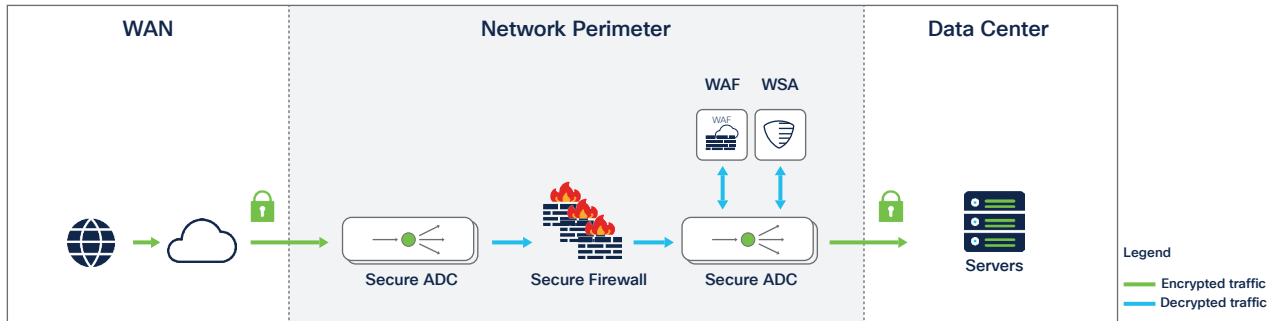 WAN
Network Perimeter
Data Center
WAF
WSA
WAF
Secure ADC
Secure Firewall
Secure ADC
Servers
Legend
Encrypted traffic
Decrypted traffic